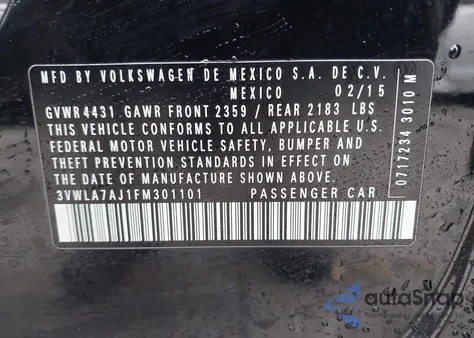 MFD BY VOLKSWAGEN DE MEXICO S.A. DE C.V.
MEXICO 02/15
GVWR 4431 GAWR FRONT 2359 / REAR 2183 LBS
THIS VEHICLE CONFORMS TO ALL APPLICABLE U.S.
FEDERAL MOTOR VEHICLE SAFETY, BUMPER AND
THEFT PREVENTION STANDARDS IN EFFECT ON
THE DATE OF MANUFACTURE SHOWN ABOVE.
3VWLA7AJ1FM301101 PASSENGER CAR
0717234 3010 M
autoSnap